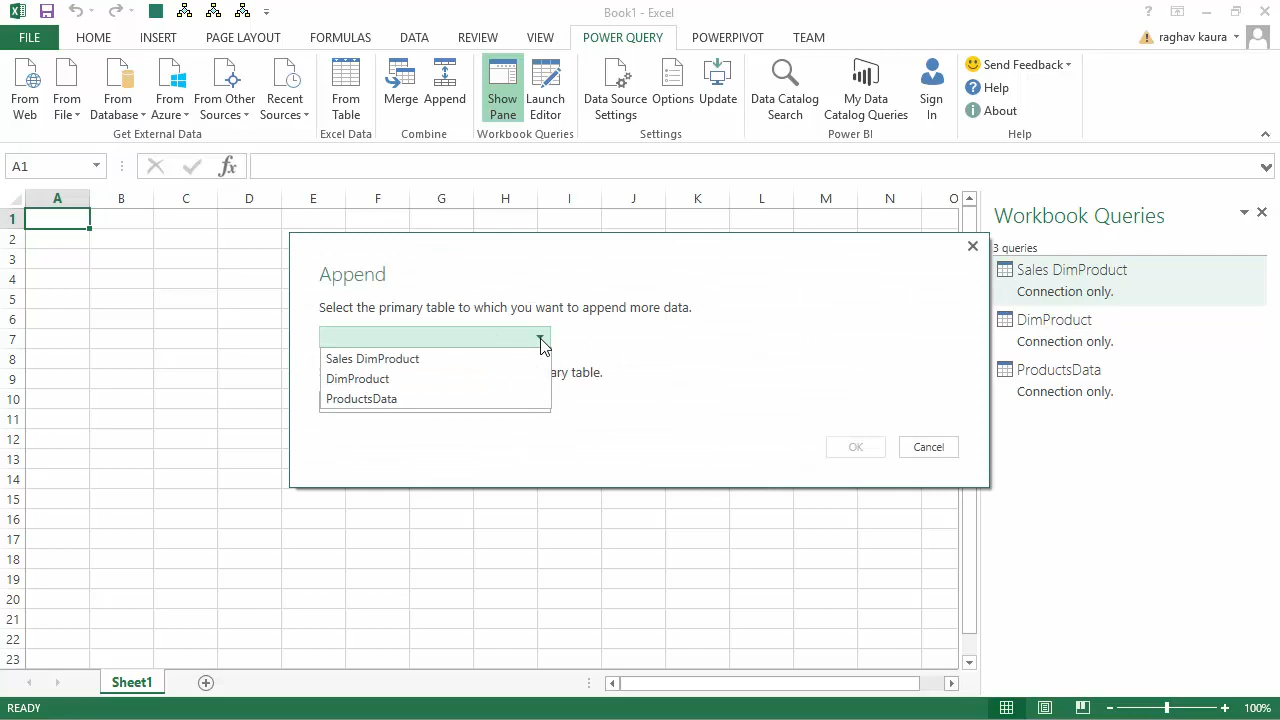 Book1 - Excel
FILE HOME INSERT PAGE LAYOUT FORMULAS DATA REVIEW VIEW POWER QUERY POWERPIVOT TEAM raghav kaura
From Web
From File
From Database
From Azure
From Other Sources
Recent Sources
From Table
Merge
Append
Show Pane
Launch Editor
Data Source Settings
Options
Update
Data Catalog Search
My Data Catalog Queries
Sign In
Send Feedback
Help
About
Get External Data Excel Data Combine Workbook Queries Settings Power BI Help
A1 fx
A B C D E F G H I J K L M N O
1
2
3
4
5
6
7
8
9
10
11
12
13
14
15
16
17
18
19
20
21
22
23
Append
Select the primary table to which you want to append more data.
Sales DimProduct
ary table.
DimProduct
ProductsData
OK Cancel
Workbook Queries
3 queries
Sales DimProduct
Connection only.
DimProduct
Connection only.
ProductsData
Connection only.
Sheet1
READY 100%